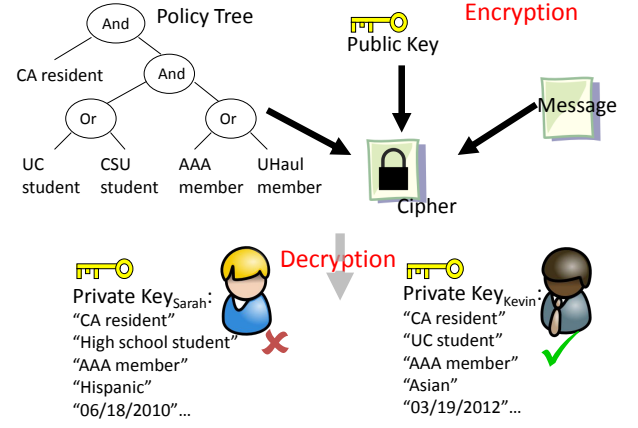 And
Policy Tree
Encryption
Public Key
CA resident
And
Message
Or
Or
UC
student
CSU
student
AAA
member
UHaul
member
Cipher
Decryption
Private KeySarah:
"CA resident"
"High school student"
"AAA member"
"Hispanic"
"06/18/2010"...
Private KeyKevin:
"CA resident"
"UC student"
"AAA member"
"Asian"
"03/19/2012"...